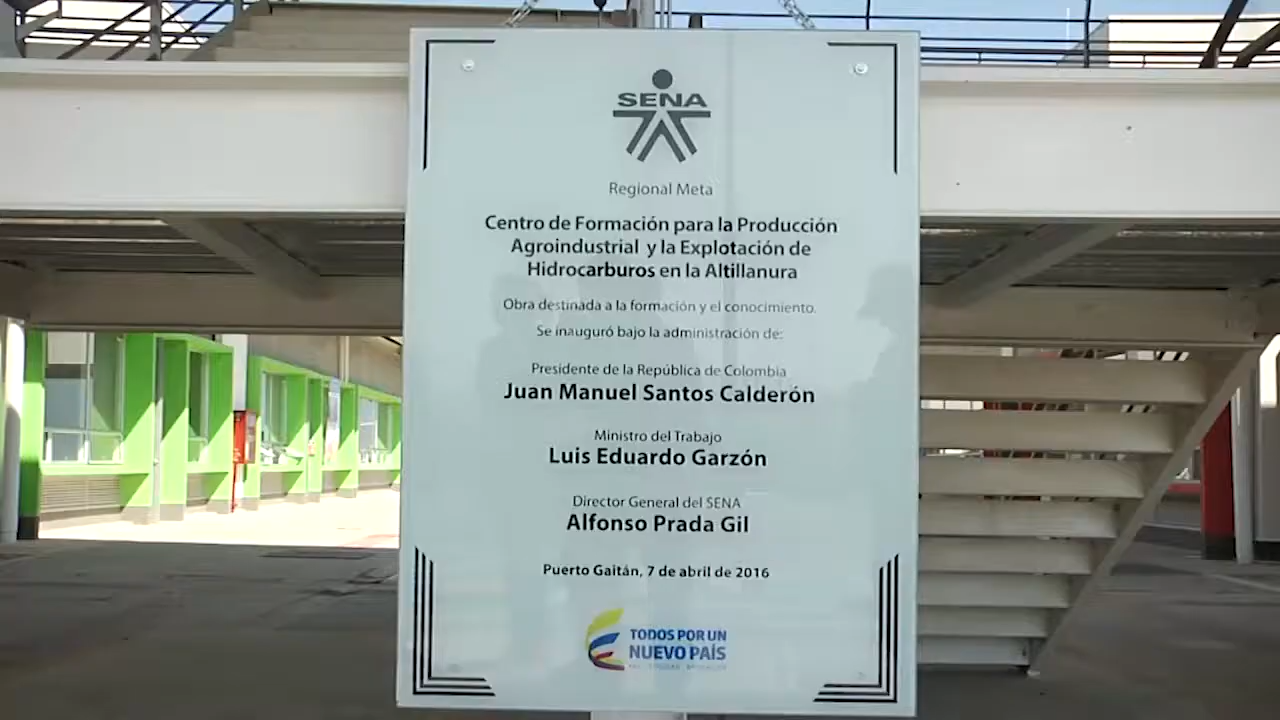 SENA
Regional Meta
Centro de Formación para la Producción
Agroindustrial y la Explotación de
Hidrocarburos en la Altillanura
Obra destinada a la formación y el conocimiento.
Se inauguró bajo la administración de:
Presidente de la República de Colombia
Juan Manuel Santos Calderón
Ministro del Trabajo
Luis Eduardo Garzón
Director General del SENA
Alfonso Prada Gil
Puerto Gaitán, 7 de abril de 2016
TODOS POR UN
NUEVO PAÍS